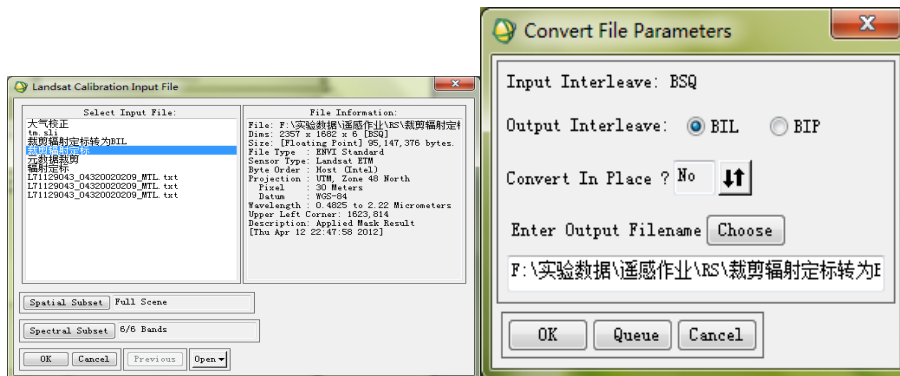 Landsat Calibration Input File
Select Input File:
大气校正
tm.sli
裁剪辐射定标转为BIL
裁剪辐射定标
元数据裁剪
辐射定标
L71129043_04320020209_MTL.txt
L71129043_04320020209_MTL.txt
L71129043_04320020209_MTL.txt
File Information:
File: F:\实验数据\遥感作业\RS\裁剪辐射定
Dims: 2357 x 1682 x 6 [BSQ]
Size: [Floating Point] 95,147,376 bytes.
File Type : ENVI Standard
Sensor Type: Landsat ETM
Byte Order : Host (Intel)
Projection : UTM, Zone 48 North
Pixel : 30 Meters
Datum : WGS-84
Wavelength : 0.4825 to 2.22 Micrometers
Upper Left Corner: 1623,814
Description: Applied Mask Result
[Thu Apr 12 22:47:58 2012]
Spatial Subset Full Scene
Spectral Subset 6/6 Bands
OK Cancel Previous Open
Convert File Parameters
Input Interleave: BSQ
Output Interleave: BIL BIP
Convert In Place ? No
Enter Output Filename Choose
F:\实验数据\遥感作业\RS\裁剪辐射定标转为
OK Queue Cancel